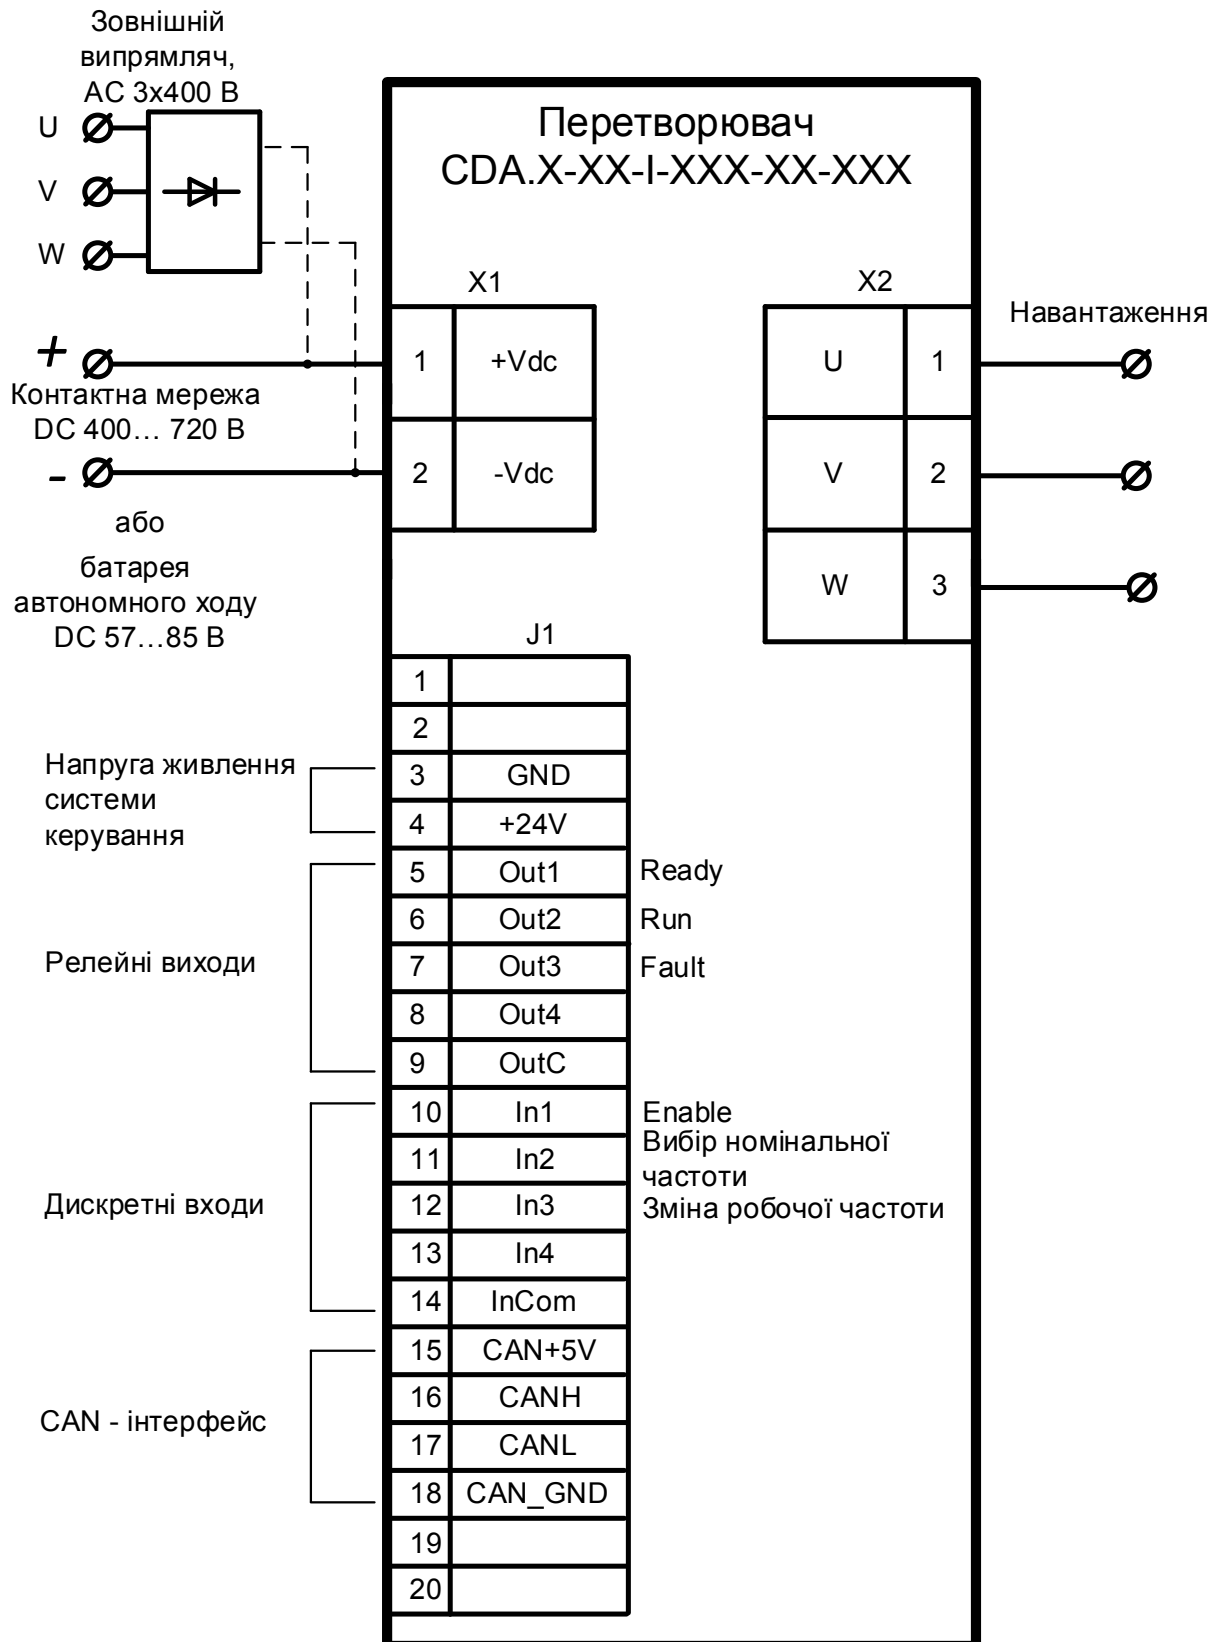 Зовнішній
випрямляч,
AC 3x400 В
U
V
W
+
Контактна мережа
DC 400… 720 В
-
або
батарея
автономного ходу
DC 57…85 В
Перетворювач
CDA.X-XX-I-XXX-XX-XXX
X1
1 +Vdc
2 -Vdc
X2
U 1
V 2
W 3
Навантаження
J1
1
2
3 GND
4 +24V
5 Out1 Ready
6 Out2 Run
7 Out3 Fault
8 Out4
9 OutC
10 In1 Enable
11 In2 Вибір номінальної
частоти
12 In3 Зміна робочої частоти
13 In4
14 InCom
15 CAN+5V
16 CANH
17 CANL
18 CAN_GND
19
20
Напруга живлення
системи
керування
Релейні виходи
Дискретні входи
CAN - інтерфейс